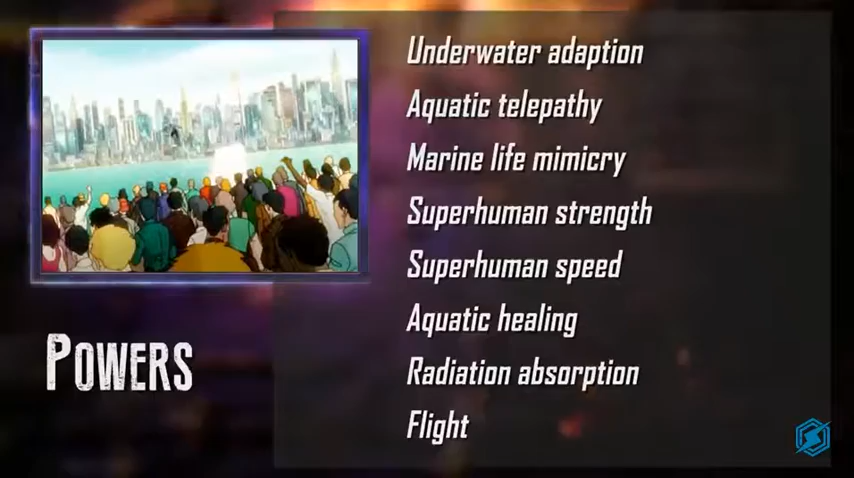 Underwater adaption
Aquatic telepathy
Marine life mimicry
Superhuman strength
Superhuman speed
Aquatic healing
Radiation absorption
Flight
Powers